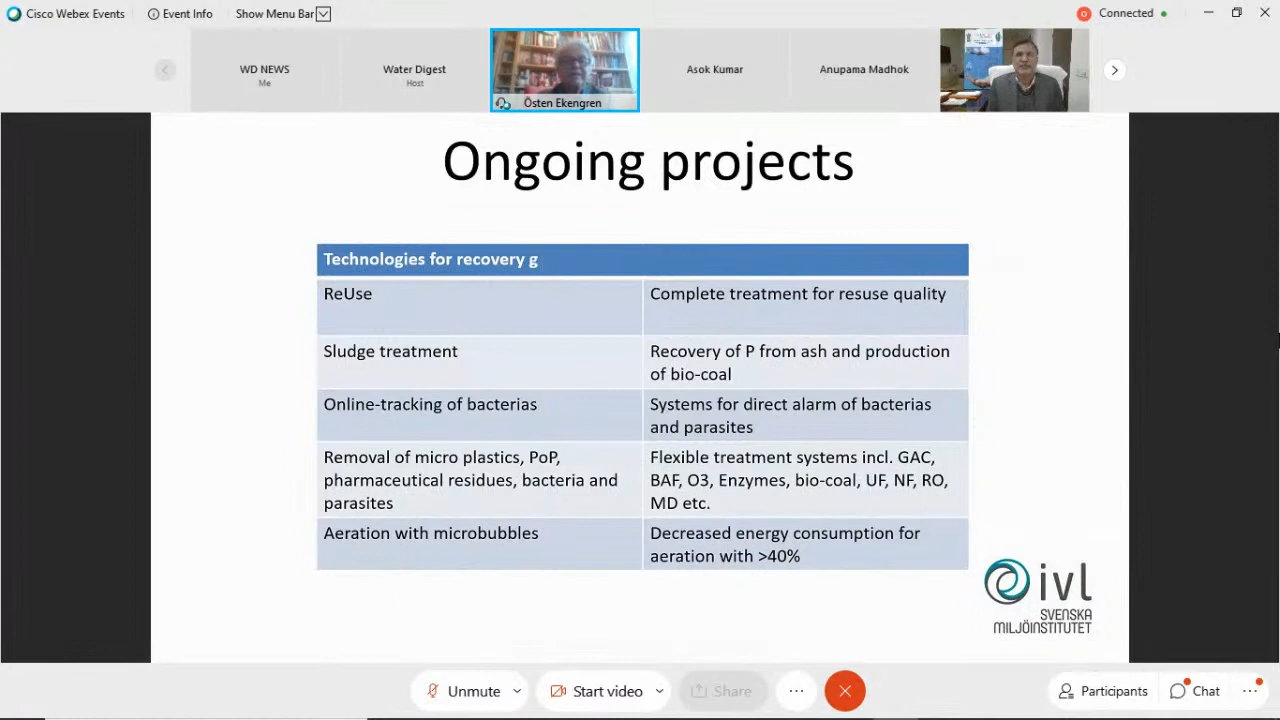 Cisco Webex Events
Event Info
Show Menu Bar
Connected
WD NEWS
Me
Water Digest
Host
Östen Ekengren
Asok Kumar
Anupama Madhok
Ongoing projects
Technologies for recovery g
ReUse
Complete treatment for resuse quality
Sludge treatment
Recovery of P from ash and production
of bio-coal
Online-tracking of bacterias
Systems for direct alarm of bacterias
and parasites
Removal of micro plastics, PoP,
pharmaceutical residues, bacteria and
parasites
Flexible treatment systems incl. GAC,
BAF, O3, Enzymes, bio-coal, UF, NF, RO,
MD etc.
Aeration with microbubbles
Decreased energy consumption for
aeration with >40%
ivl
SVENSKA
MILJÖINSTITUTET
Unmute
Start video
Share
Participants
Chat